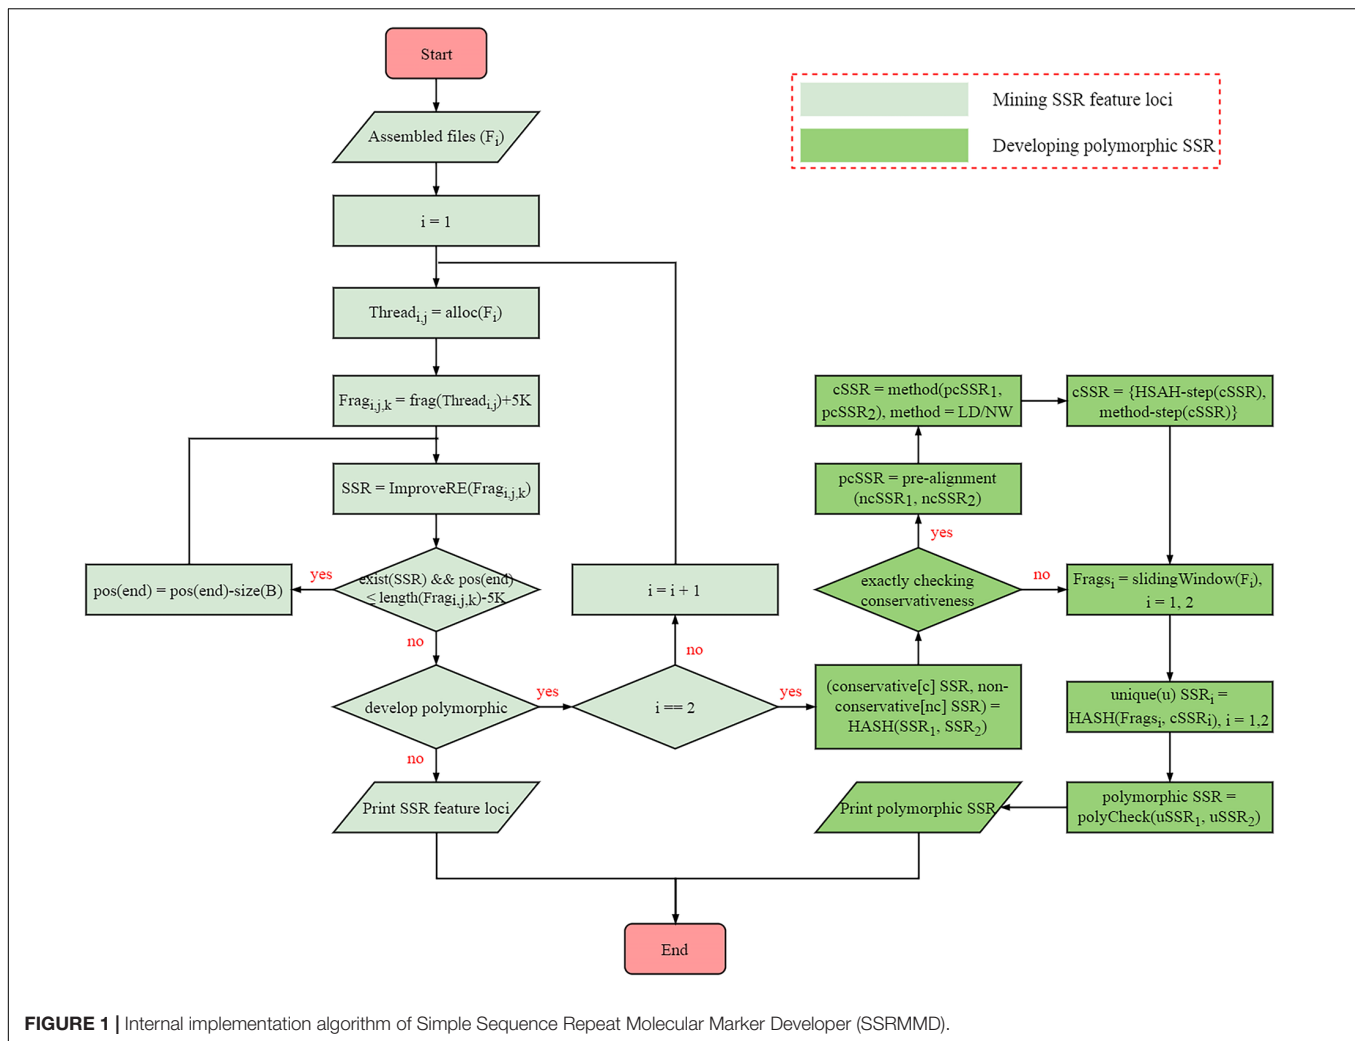 Start
Assembled files (Fi)
i = 1
Threadi,j = alloc(Fi)
Fragi,j,k = frag(Threadi,j)+5K
SSR = ImproveRE(Fragi,j,k)
exist(SSR) && pos(end)
≤ length(Fragi,j,k)-5K
yes
pos(end) = pos(end)-size(B)
no
develop polymorphic
yes
no
Print SSR feature loci
i == 2
no
i = i + 1
yes
(conservative[c] SSR, non-
conservative[nc] SSR) =
HASH(SSR1, SSR2)
exactly checking
conservativeness
yes
no
pcSSR = pre-alignment
(ncSSR1, ncSSR2)
cSSR = method(pcSSR1,
pcSSR2), method = LD/NW
cSSR = {HSAH-step(cSSR),
method-step(cSSR)}
Fragsi = slidingWindow(Fi),
i = 1, 2
unique(u) SSRi =
HASH(Fragsi, cSSRi), i = 1,2
polymorphic SSR =
polyCheck(uSSR1, uSSR2)
Print polymorphic SSR
End
Mining SSR feature loci
Developing polymorphic SSR
FIGURE 1 | Internal implementation algorithm of Simple Sequence Repeat Molecular Marker Developer (SSRMMD).